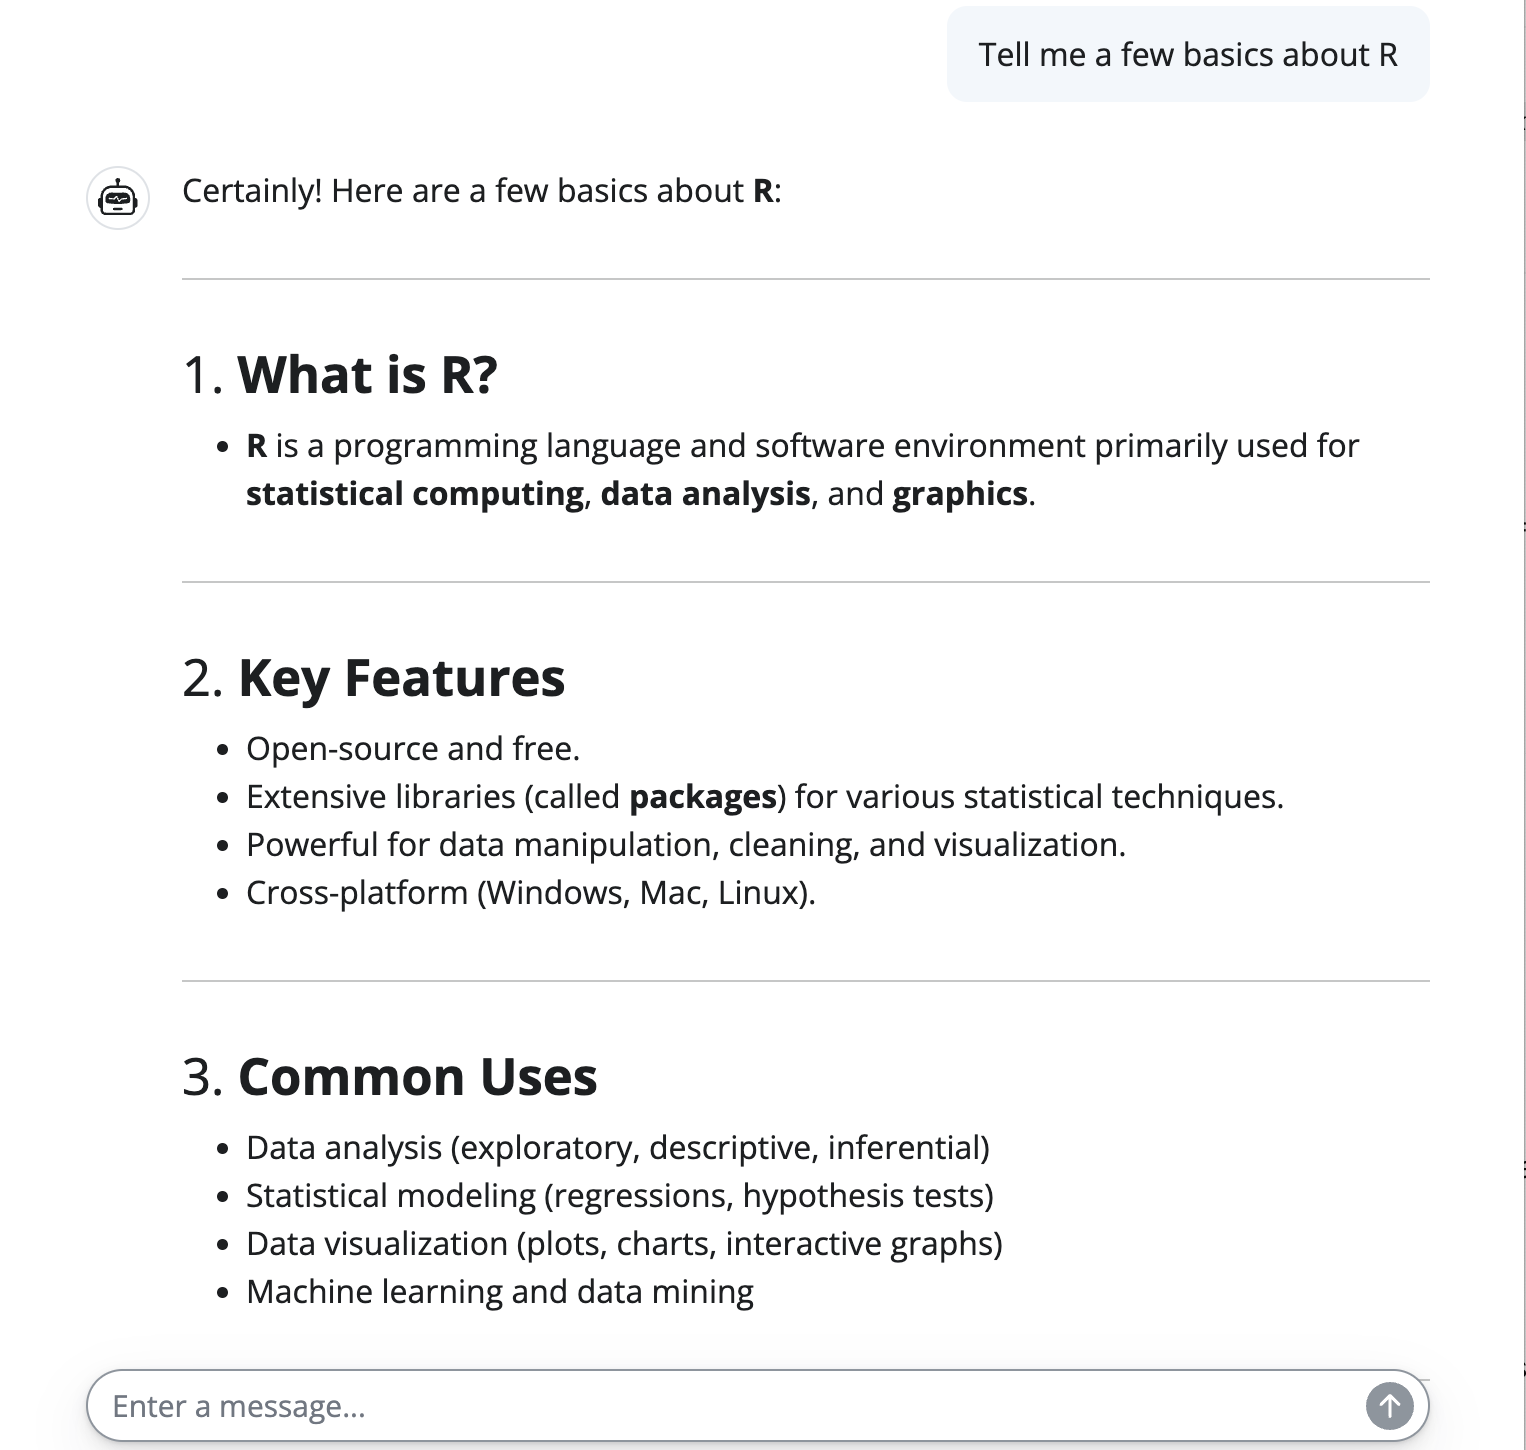 Tell me a few basics about R
Certainly! Here are a few basics about R:
1. What is R?
• R is a programming language and software environment primarily used for
statistical computing, data analysis, and graphics.
2. Key Features
• Open-source and free.
• Extensive libraries (called packages) for various statistical techniques.
• Powerful for data manipulation, cleaning, and visualization.
• Cross-platform (Windows, Mac, Linux).
3. Common Uses
• Data analysis (exploratory, descriptive, inferential)
• Statistical modeling (regressions, hypothesis tests)
• Data visualization (plots, charts, interactive graphs)
• Machine learning and data mining
Enter a message...